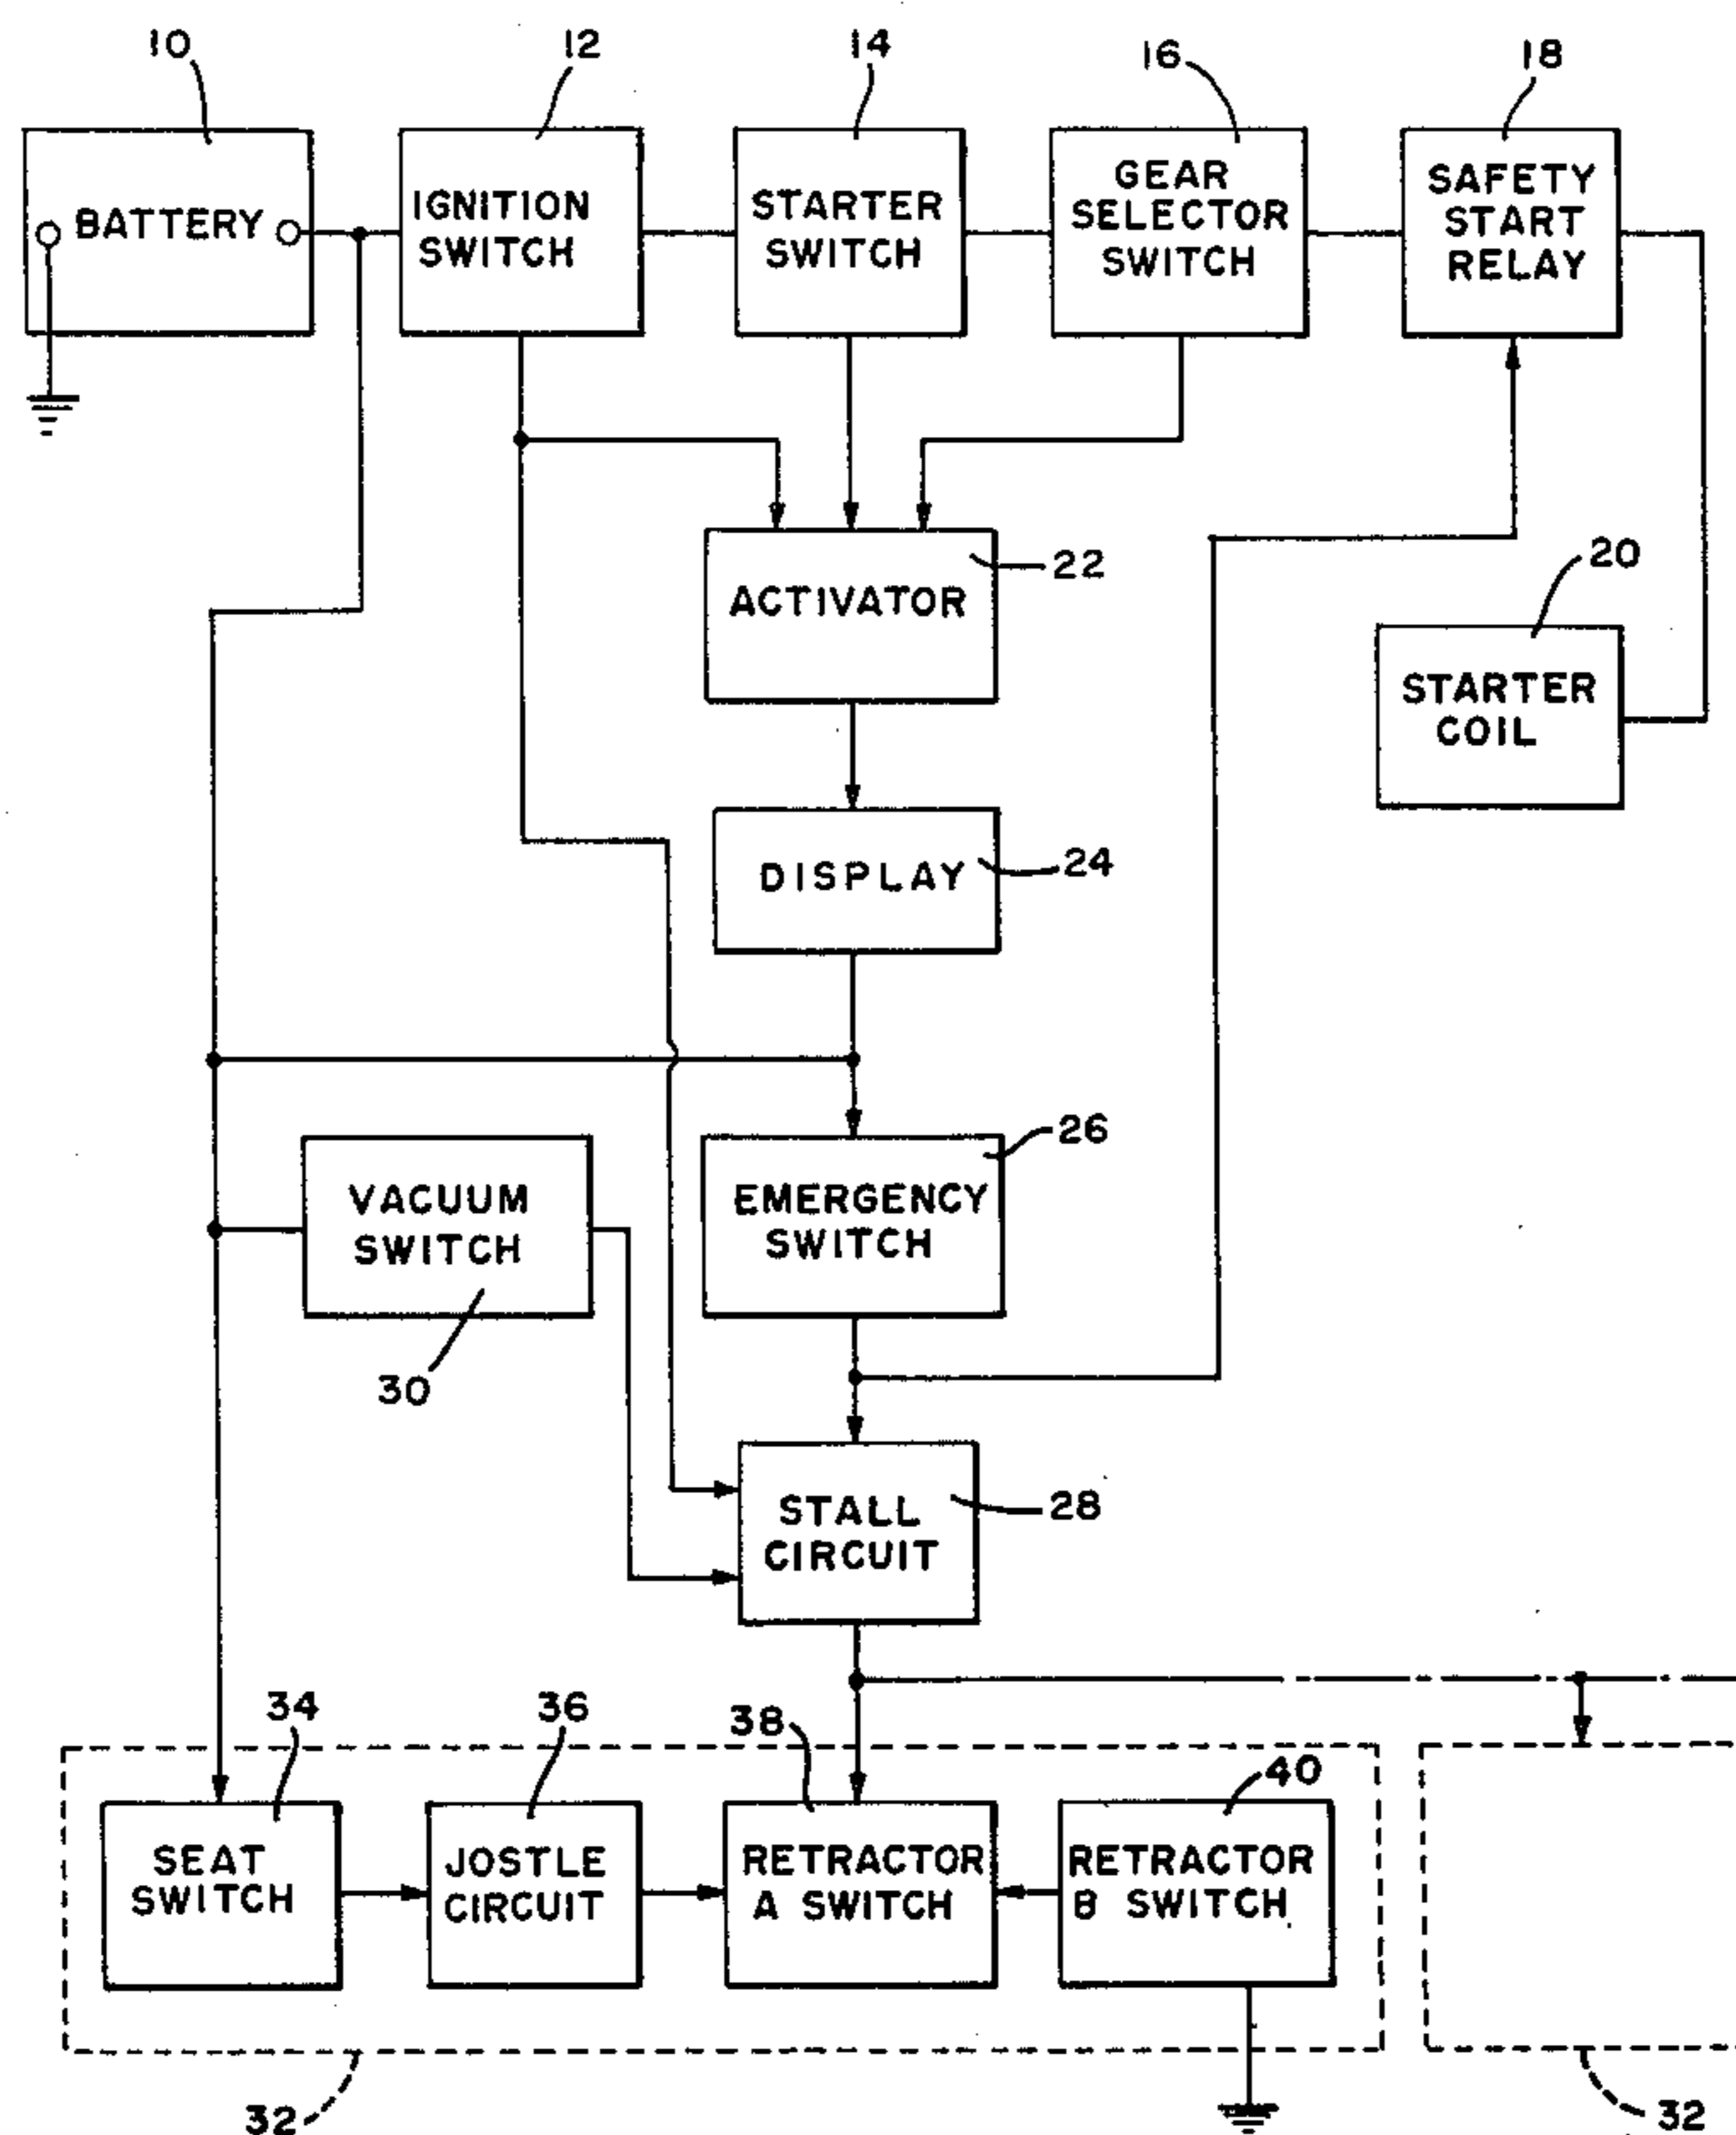 10
12
14
16
18
BATTERY
IGNITION
SWITCH
STARTER
SWITCH
GEAR
SELECTOR
SWITCH
SAFETY
START
RELAY
22
ACTIVATOR
20
STARTER
COIL
24
DISPLAY
26
VACUUM
SWITCH
EMERGENCY
SWITCH
30
28
STALL
CIRCUIT
34
36
38
40
SEAT
SWITCH
JOSTLE
CIRCUIT
RETRACTOR
A SWITCH
RETRACTOR
B SWITCH
32
32